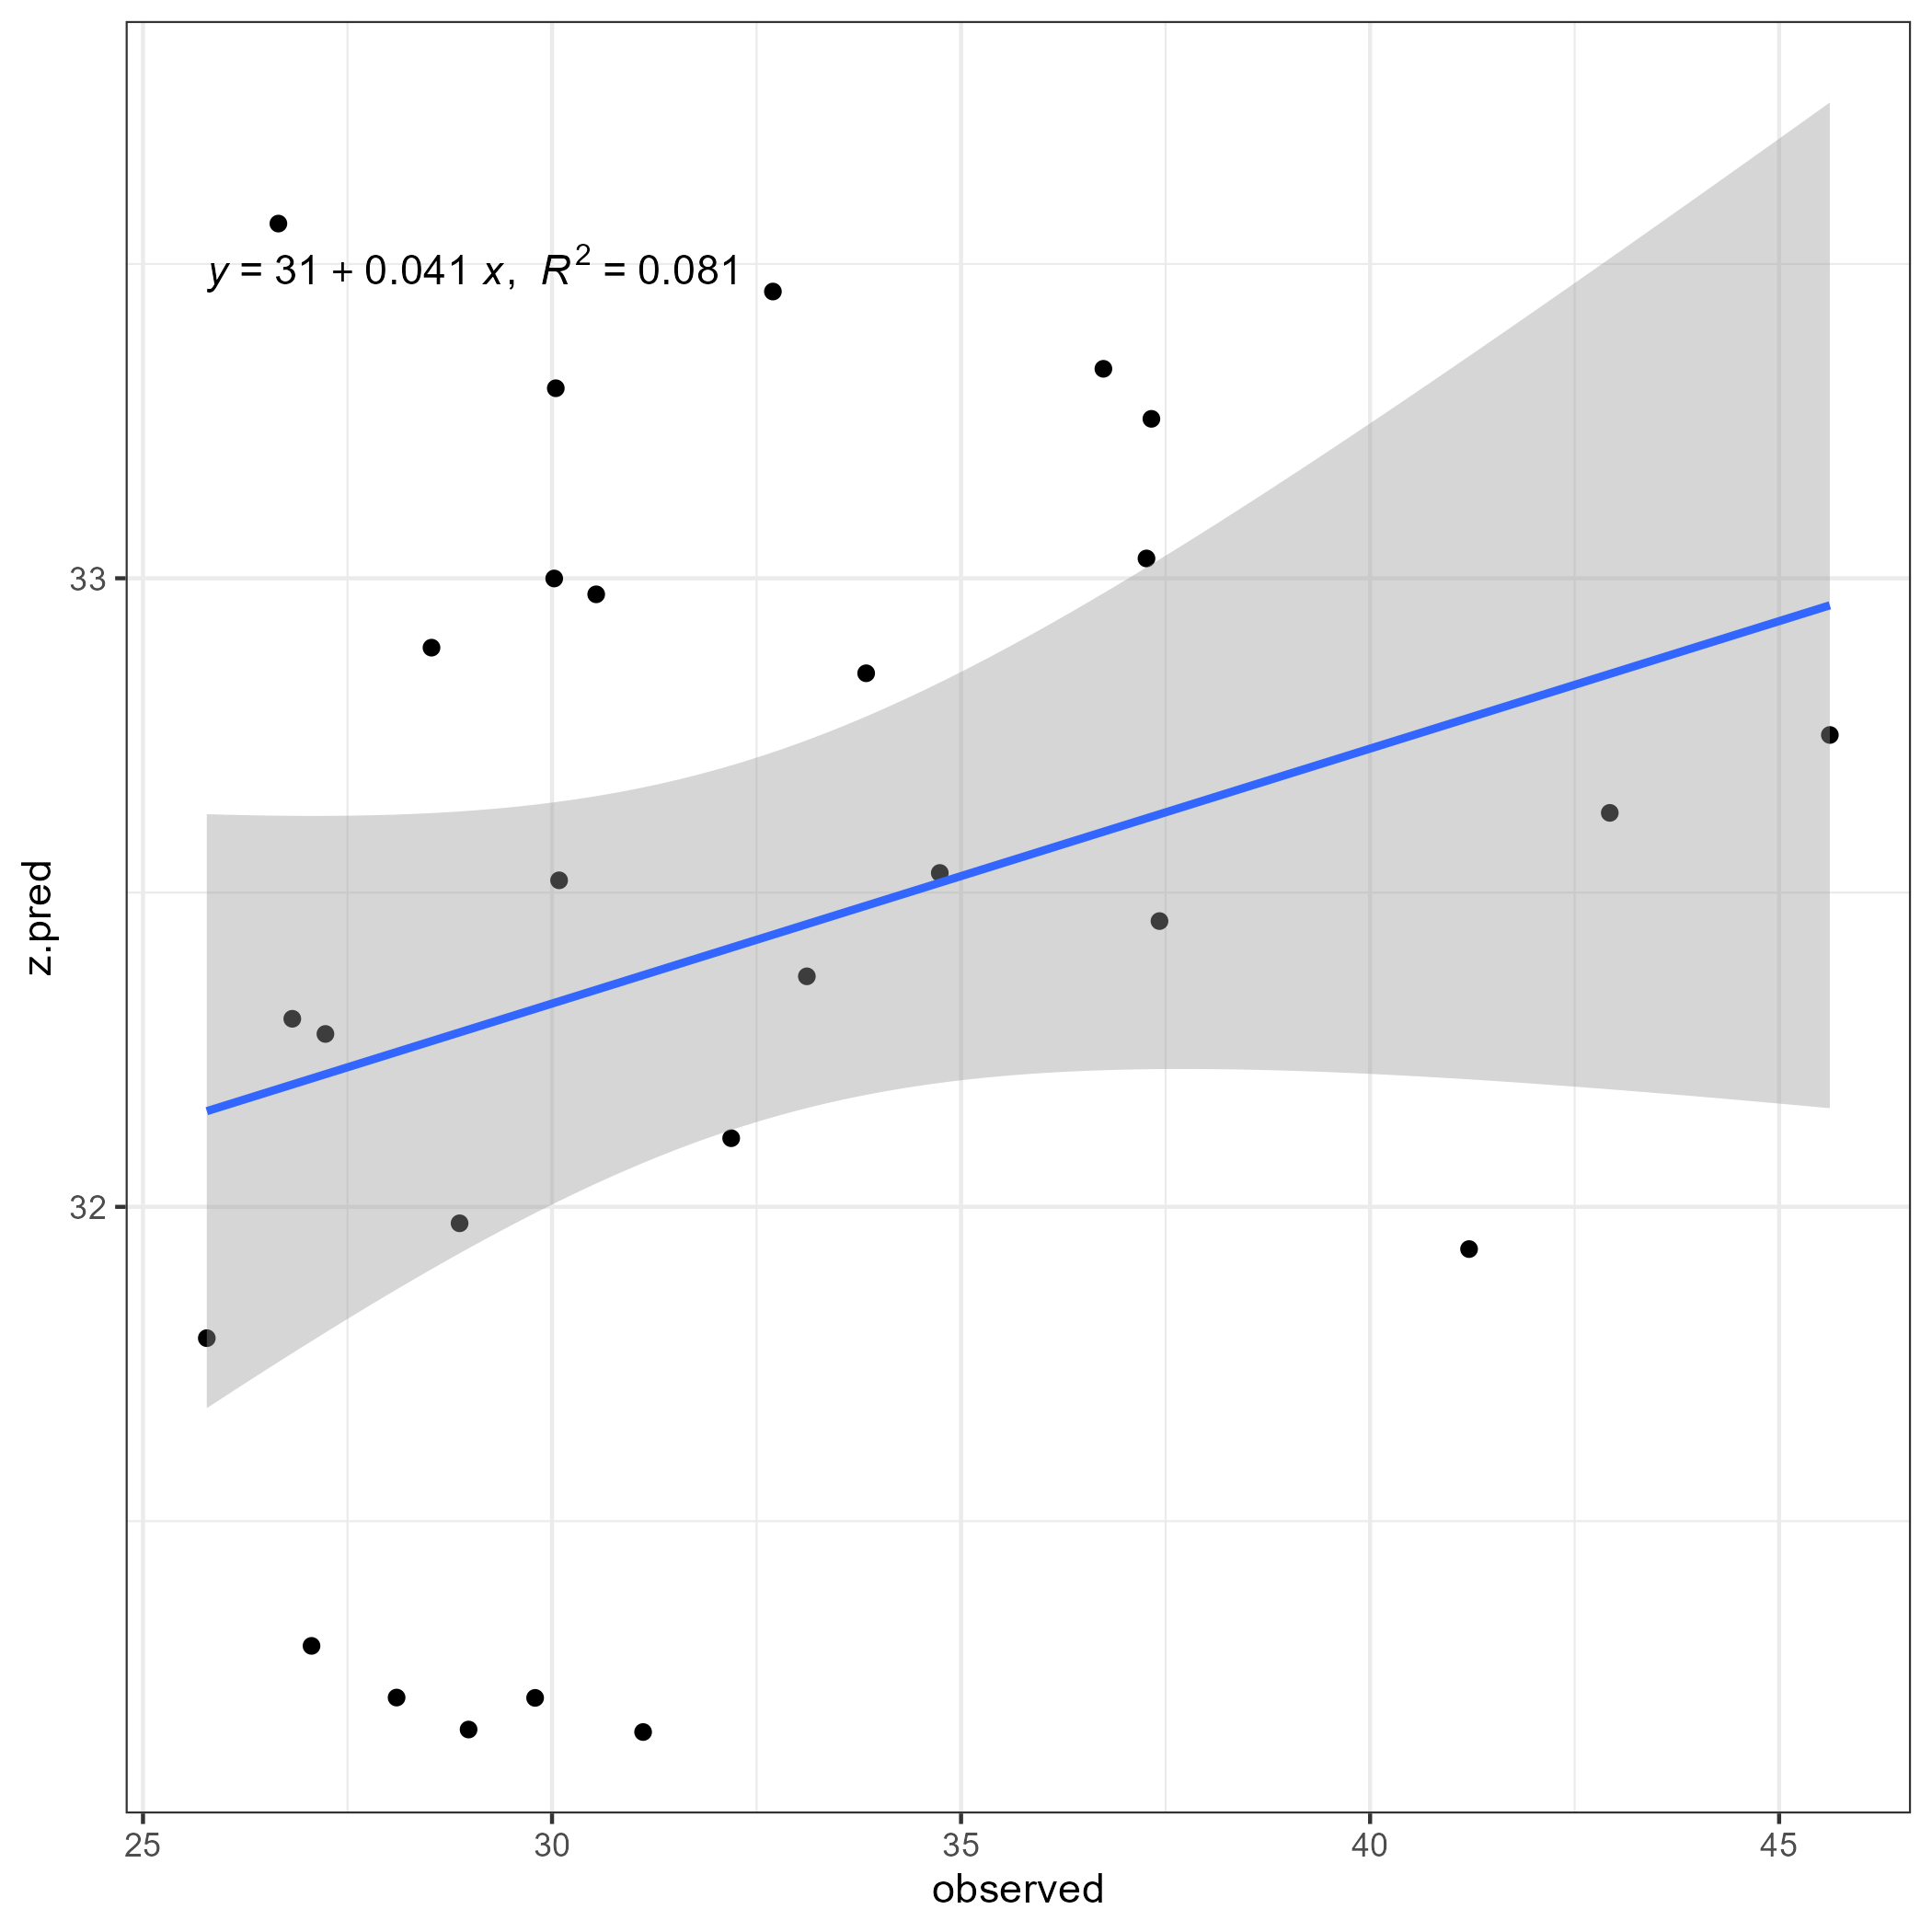 y = 31 + 0.041 x, R² = 0.081
33
32
z.pred
25 30 35 40 45
observed